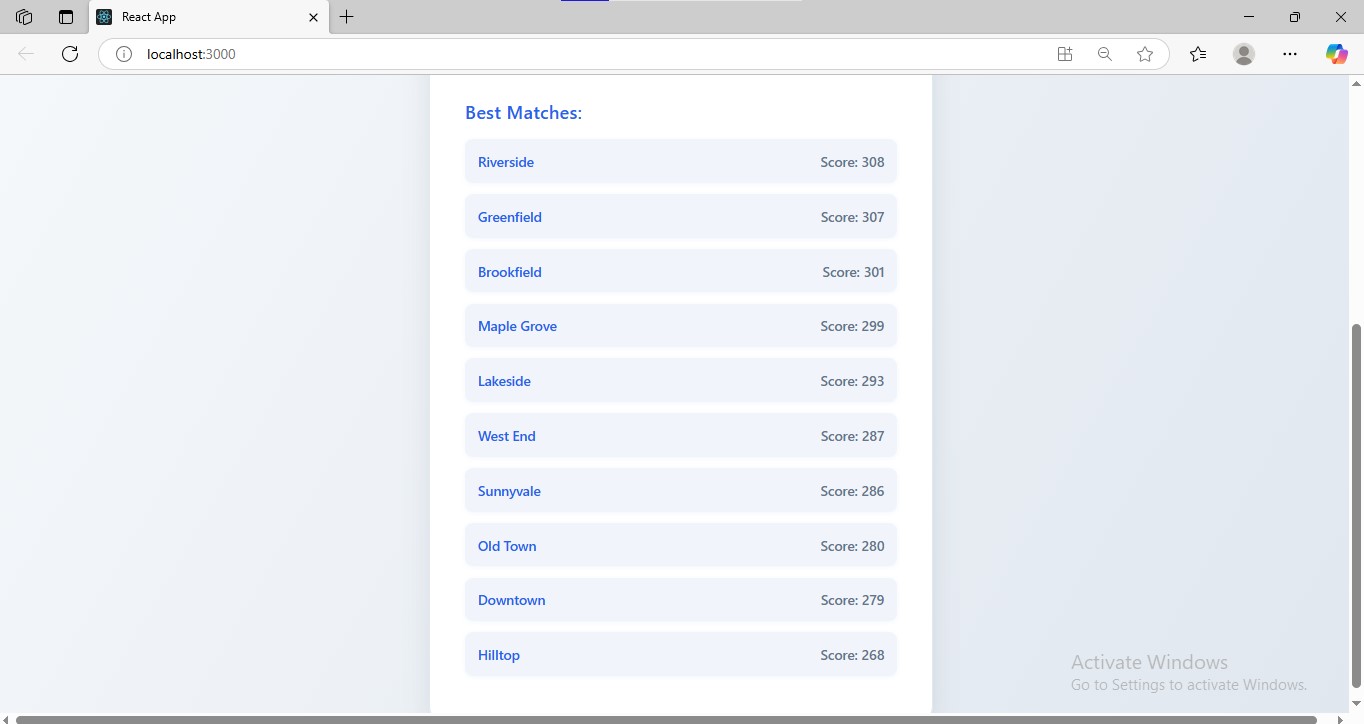 React App
localhost:3000
Best Matches:
Riverside Score: 308
Greenfield Score: 307
Brookfield Score: 301
Maple Grove Score: 299
Lakeside Score: 293
West End Score: 287
Sunnyvale Score: 286
Old Town Score: 280
Downtown Score: 279
Hilltop Score: 268
Activate Windows
Go to Settings to activate Windows.